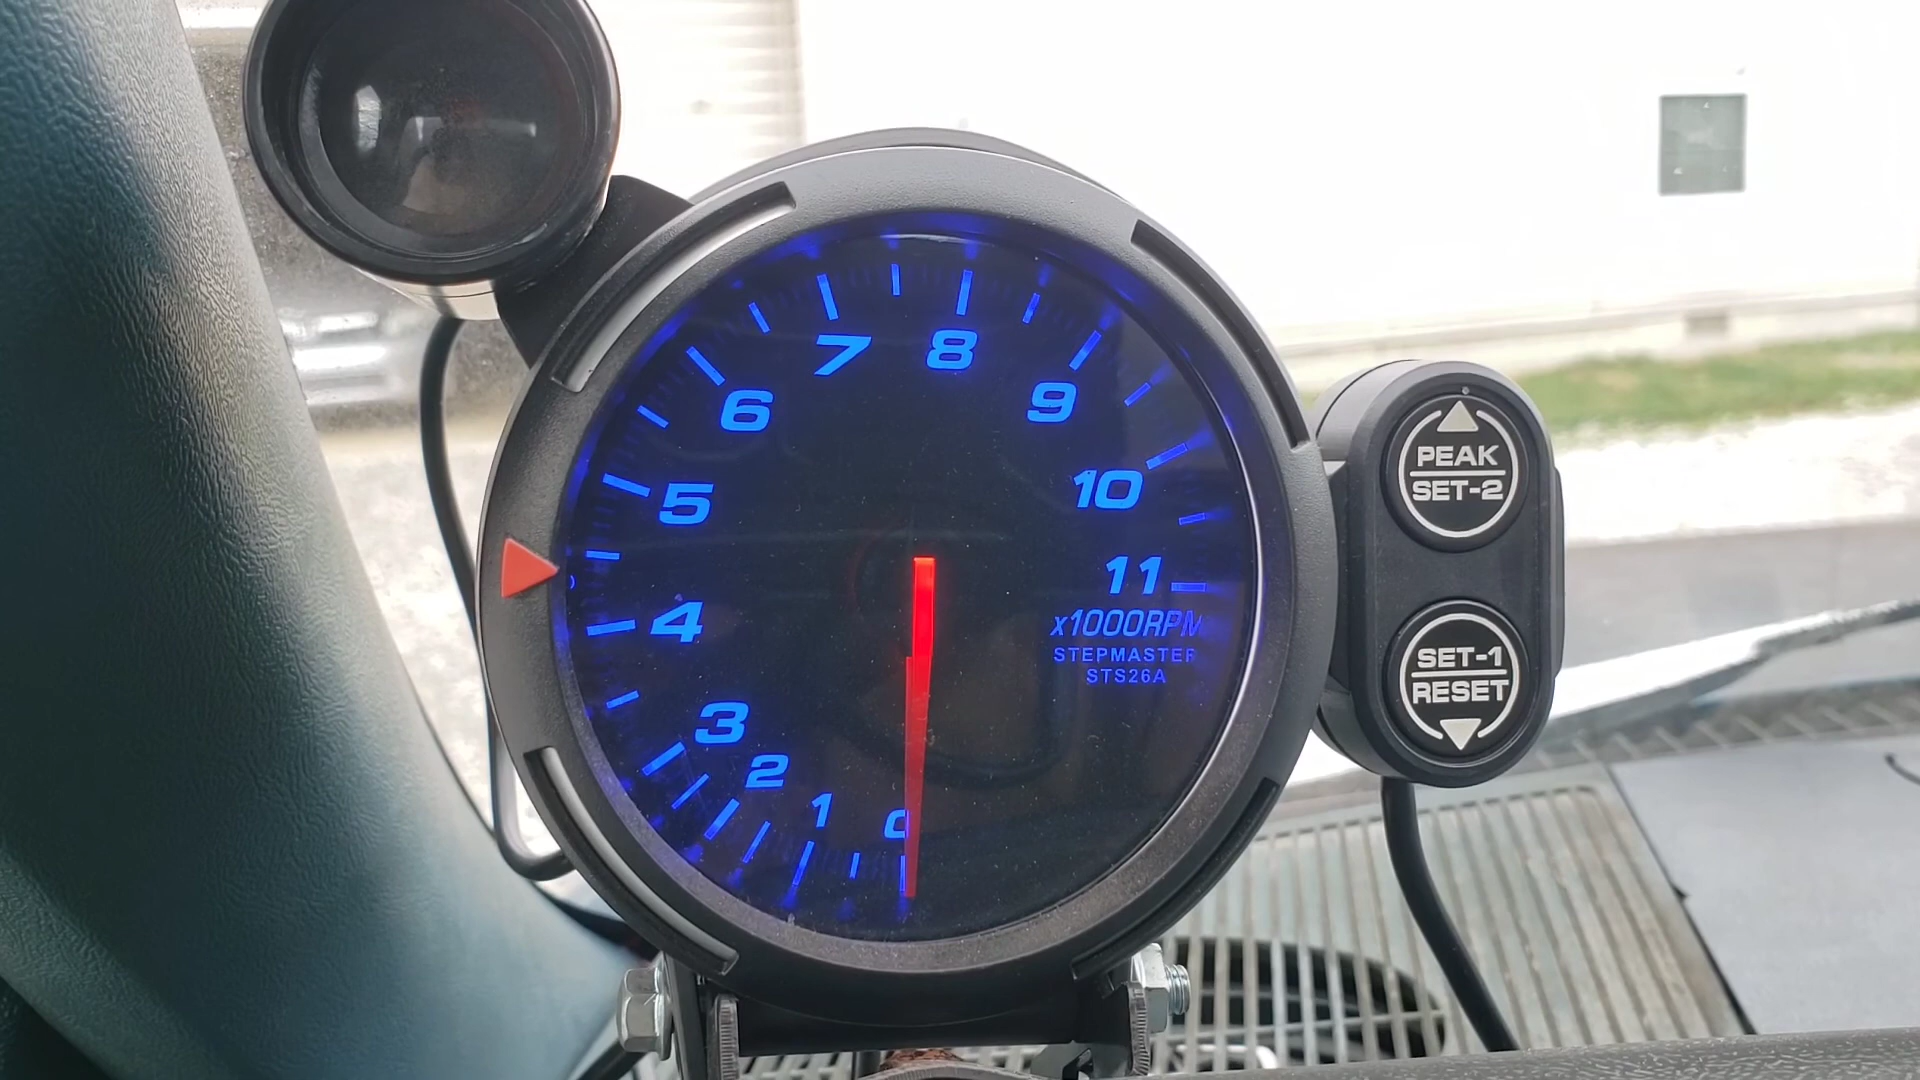 7
8
6
9
5
10
11
4
x1000RPM
STEPMASTER
STS26A
3
2
1
0
PEAK
SET-2
SET-1
RESET